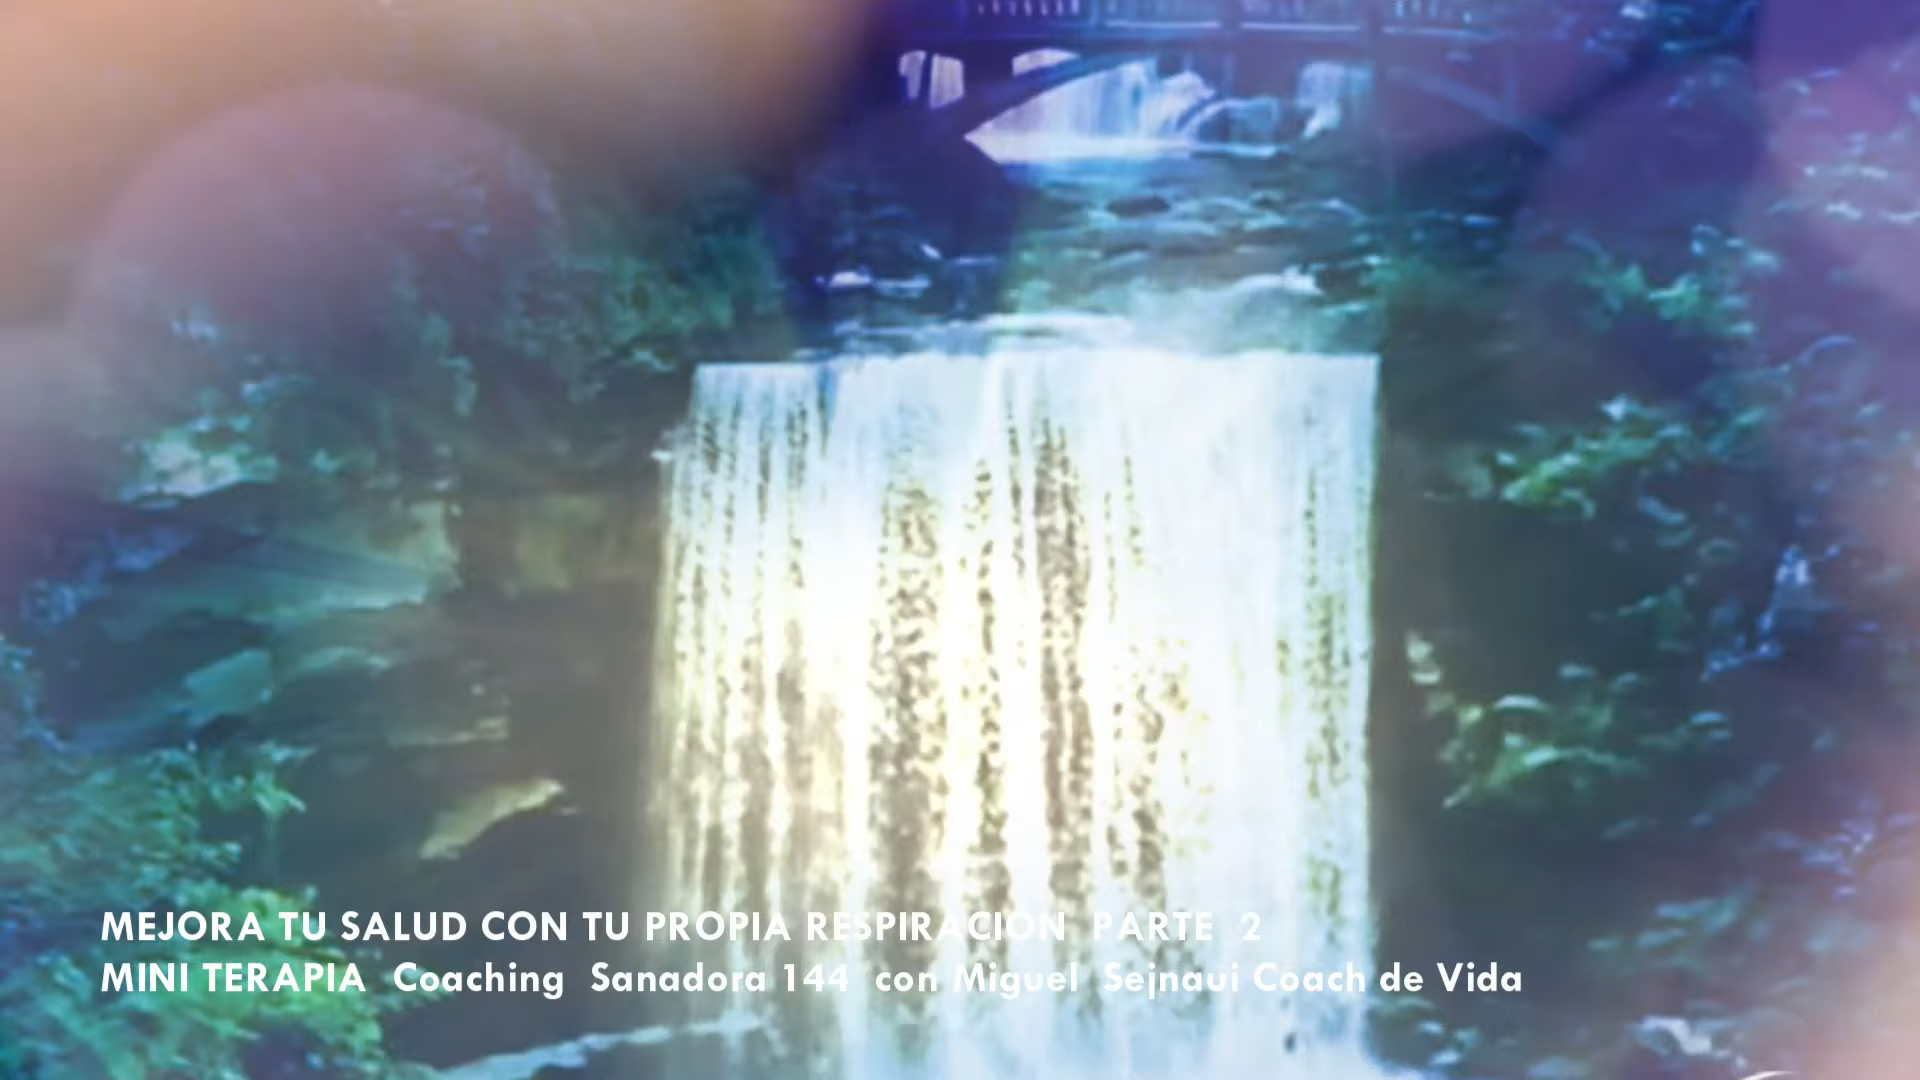 MEJORA TU SALUD CON TU PROPIA RESPIRACION PARTE 2
MINI TERAPIA Coaching Sanadora 144 con Miguel Sejnaui Coach de Vida